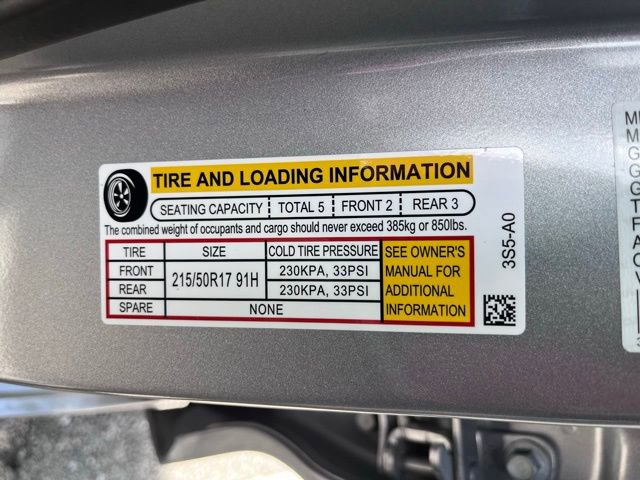 TIRE AND LOADING INFORMATION
SEATING CAPACITY TOTAL 5 FRONT 2 REAR 3
The combined weight of occupants and cargo should never exceed 385kg or 850lbs.
TIRE SIZE COLD TIRE PRESSURE
FRONT 215/50R17 91H 230KPA, 33PSI
REAR 230KPA, 33PSI
SPARE NONE
SEE OWNER'S
MANUAL FOR
ADDITIONAL
INFORMATION
3S5-A0